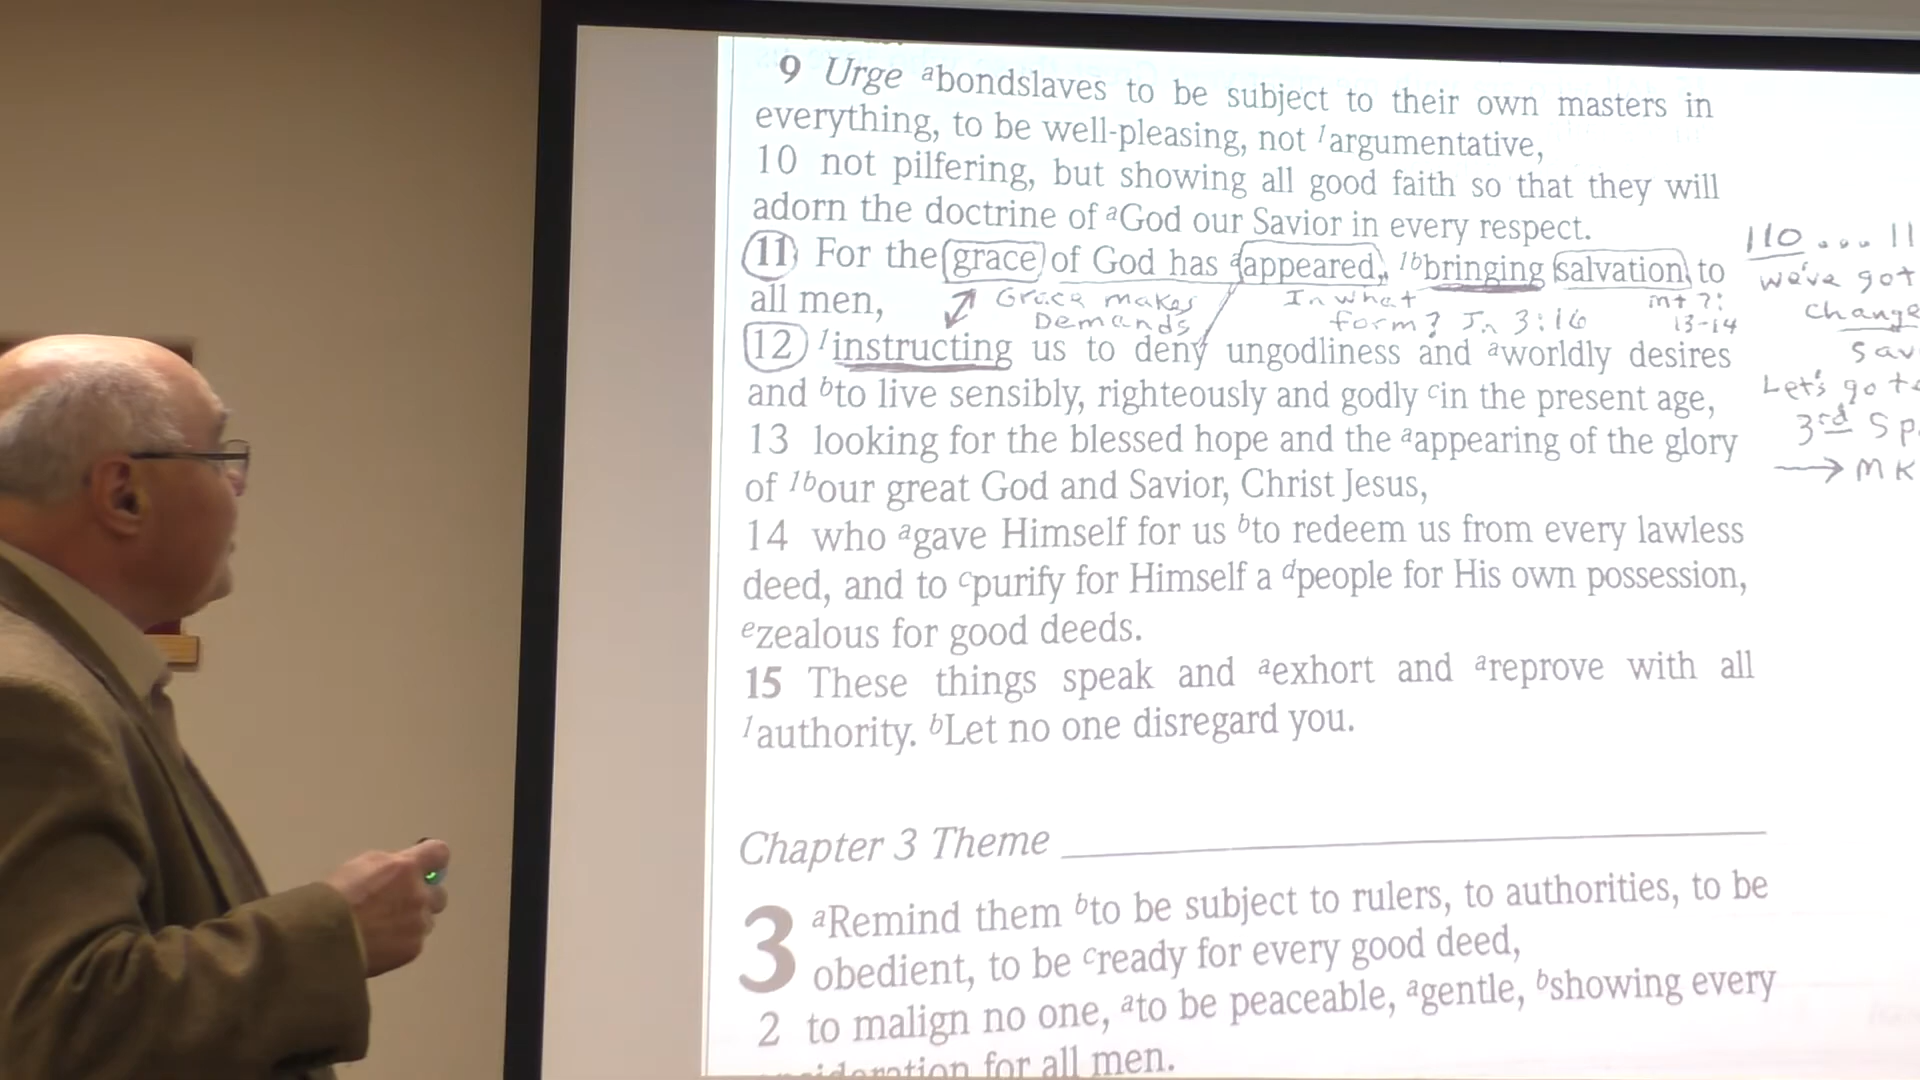 9 Urge ᵃbondslaves to be subject to their own masters in
everything, to be well-pleasing, not ¹argumentative,
10 not pilfering, but showing all good faith so that they will
adorn the doctrine of ᵃGod our Savior in every respect.
11 For the grace of God has ᵃappeared, ¹ᵇbringing salvation to
all men,
Grace makes
Demands
In what
form? Jn 3:16
int ?:
13-14
12 ¹instructing us to deny ungodliness and ᵃworldly desires
and ᵇto live sensibly, righteously and godly ᶜin the present age,
13 looking for the blessed hope and the ᵃappearing of the glory
of ¹ᵇour great God and Savior, Christ Jesus,
14 who ᵃgave Himself for us ᵇto redeem us from every lawless
deed, and to ᶜpurify for Himself a ᵈpeople for His own possession,
ᵉzealous for good deeds.
15 These things speak and ᵃexhort and ᵃreprove with all
¹authority. ᵇLet no one disregard you.
110 ... 11
we've got
change
sav
Let's go to
3rd Sp
→ MK
Chapter 3 Theme
3 ᵃRemind them ᵇto be subject to rulers, to authorities, to be
obedient, to be ᶜready for every good deed,
2 to malign no one, ᵃto be peaceable, ᵃgentle, ᵇshowing every
for all men.